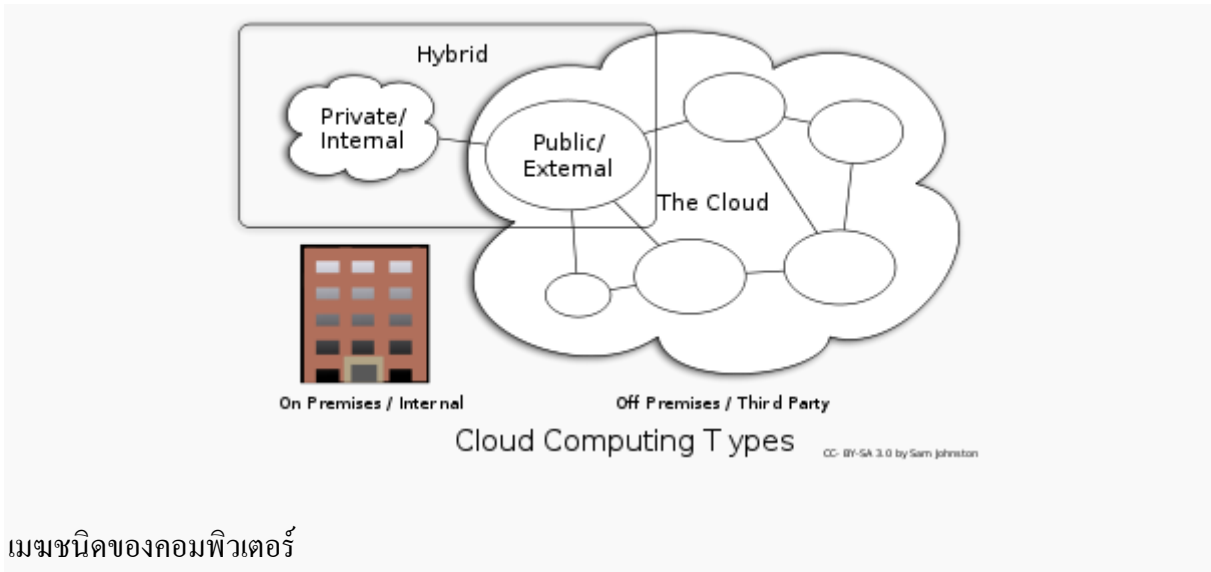 Hybrid
Private/
Internal
Public/
External
The Cloud
On Premises / Internal
Off Premises / Third Party
Cloud Computing Types
CC- BY-SA 3.0 by Sam Johnston
เมฆชนิดของคอมพิวเตอร์